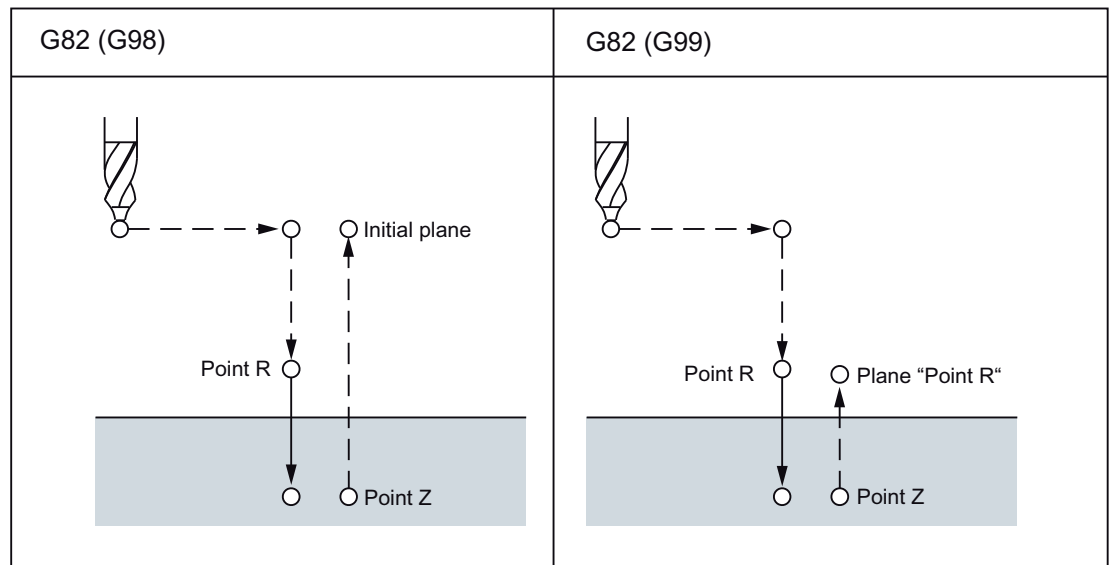 G82 (G98)
G82 (G99)
Initial plane
Point R
Point Z
Point R
Plane “Point R“
Point Z